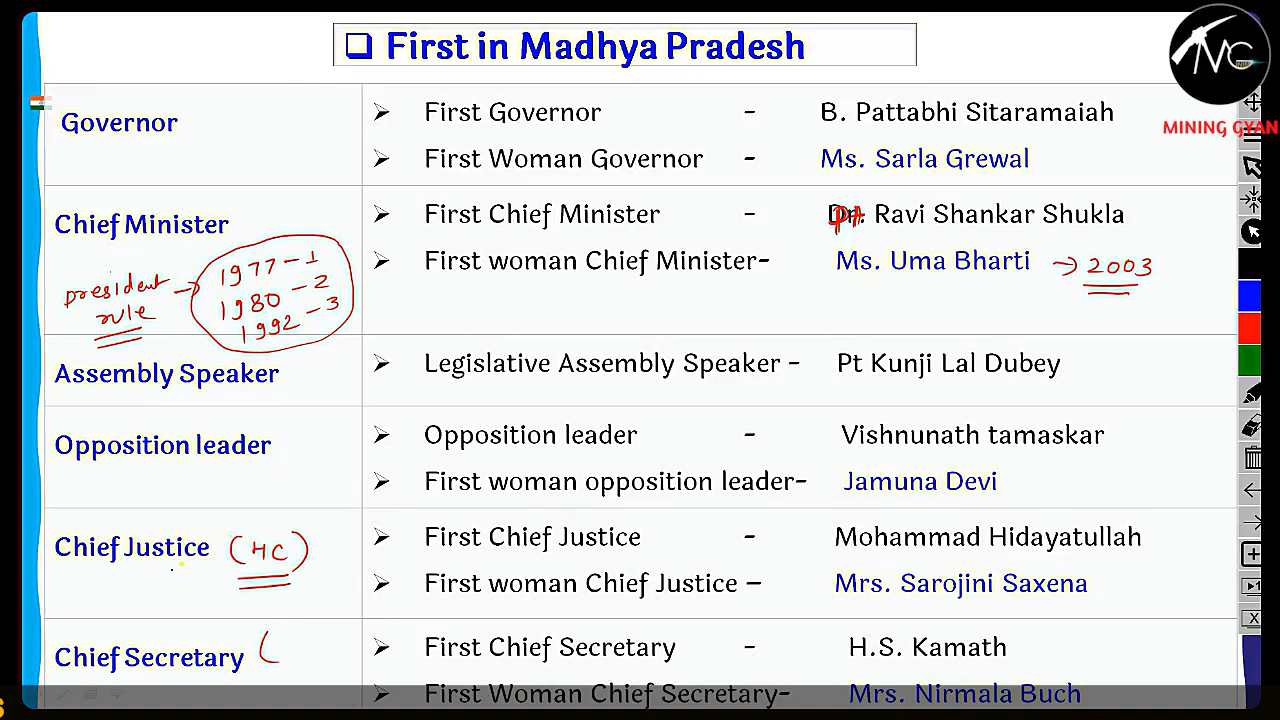 ❑ First in Madhya Pradesh
MG
MINING GYAN
Governor
➢ First Governor - B. Pattabhi Sitaramaiah
➢ First Woman Governor - Ms. Sarla Grewal
Chief Minister
➢ First Chief Minister - Pt. Ravi Shankar Shukla
➢ First woman Chief Minister- Ms. Uma Bharti → 2003
president rule →
1977 - 1
1980 - 2
1992 - 3
Assembly Speaker
➢ Legislative Assembly Speaker - Pt Kunji Lal Dubey
Opposition leader
➢ Opposition leader - Vishnunath tamaskar
➢ First woman opposition leader- Jamuna Devi
Chief Justice (HC)
➢ First Chief Justice - Mohammad Hidayatullah
➢ First woman Chief Justice – Mrs. Sarojini Saxena
Chief Secretary (
➢ First Chief Secretary - H.S. Kamath
➢ First Woman Chief Secretary- Mrs. Nirmala Buch